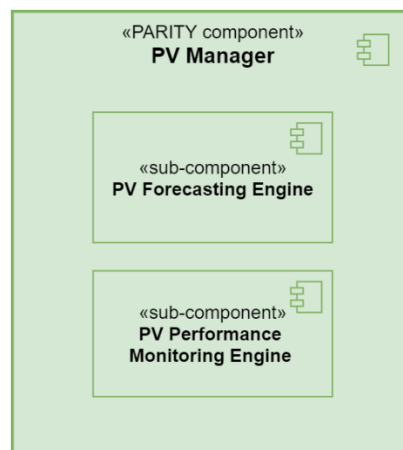 «PARITY component»
PV Manager
«sub-component»
PV Forecasting Engine
«sub-component»
PV Performance
Monitoring Engine